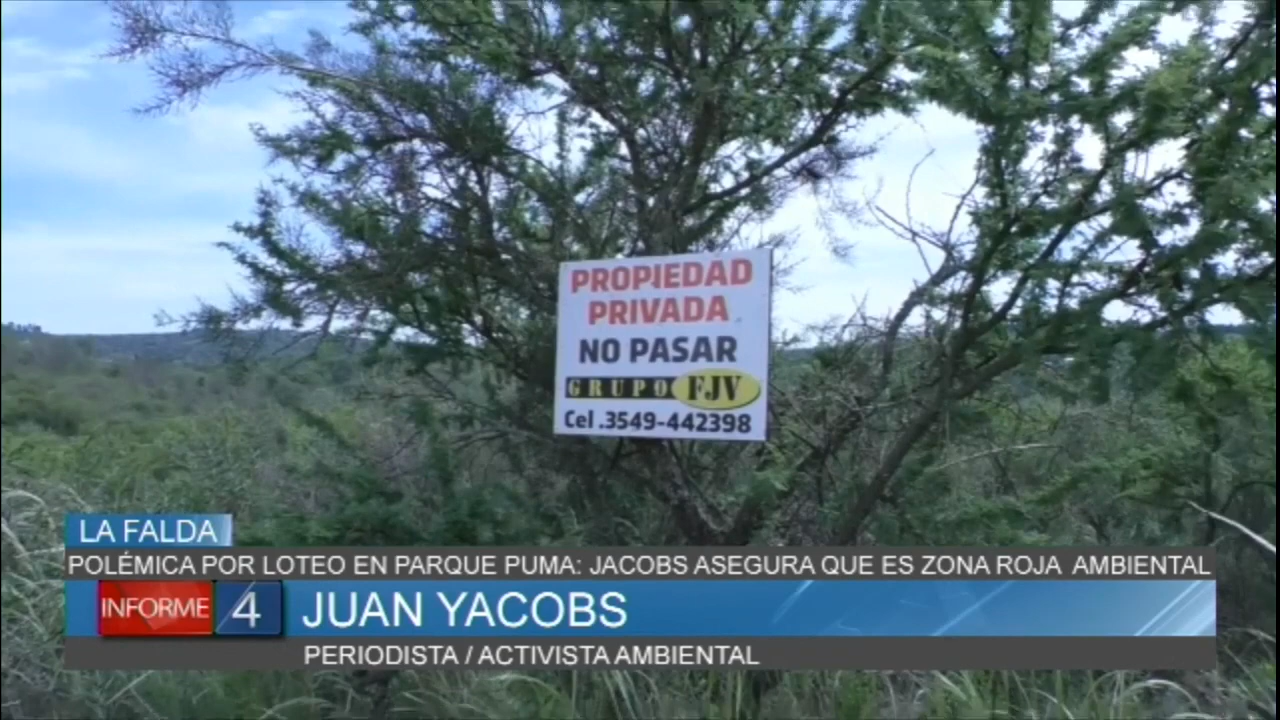 PROPIEDAD
PRIVADA
NO PASAR
GRUPO FJV
Cel.3549-442398
LA FALDA
POLÉMICA POR LOTEO EN PARQUE PUMA: JACOBS ASEGURA QUE ES ZONA ROJA AMBIENTAL
INFORME 4
JUAN YACOBS
PERIODISTA / ACTIVISTA AMBIENTAL